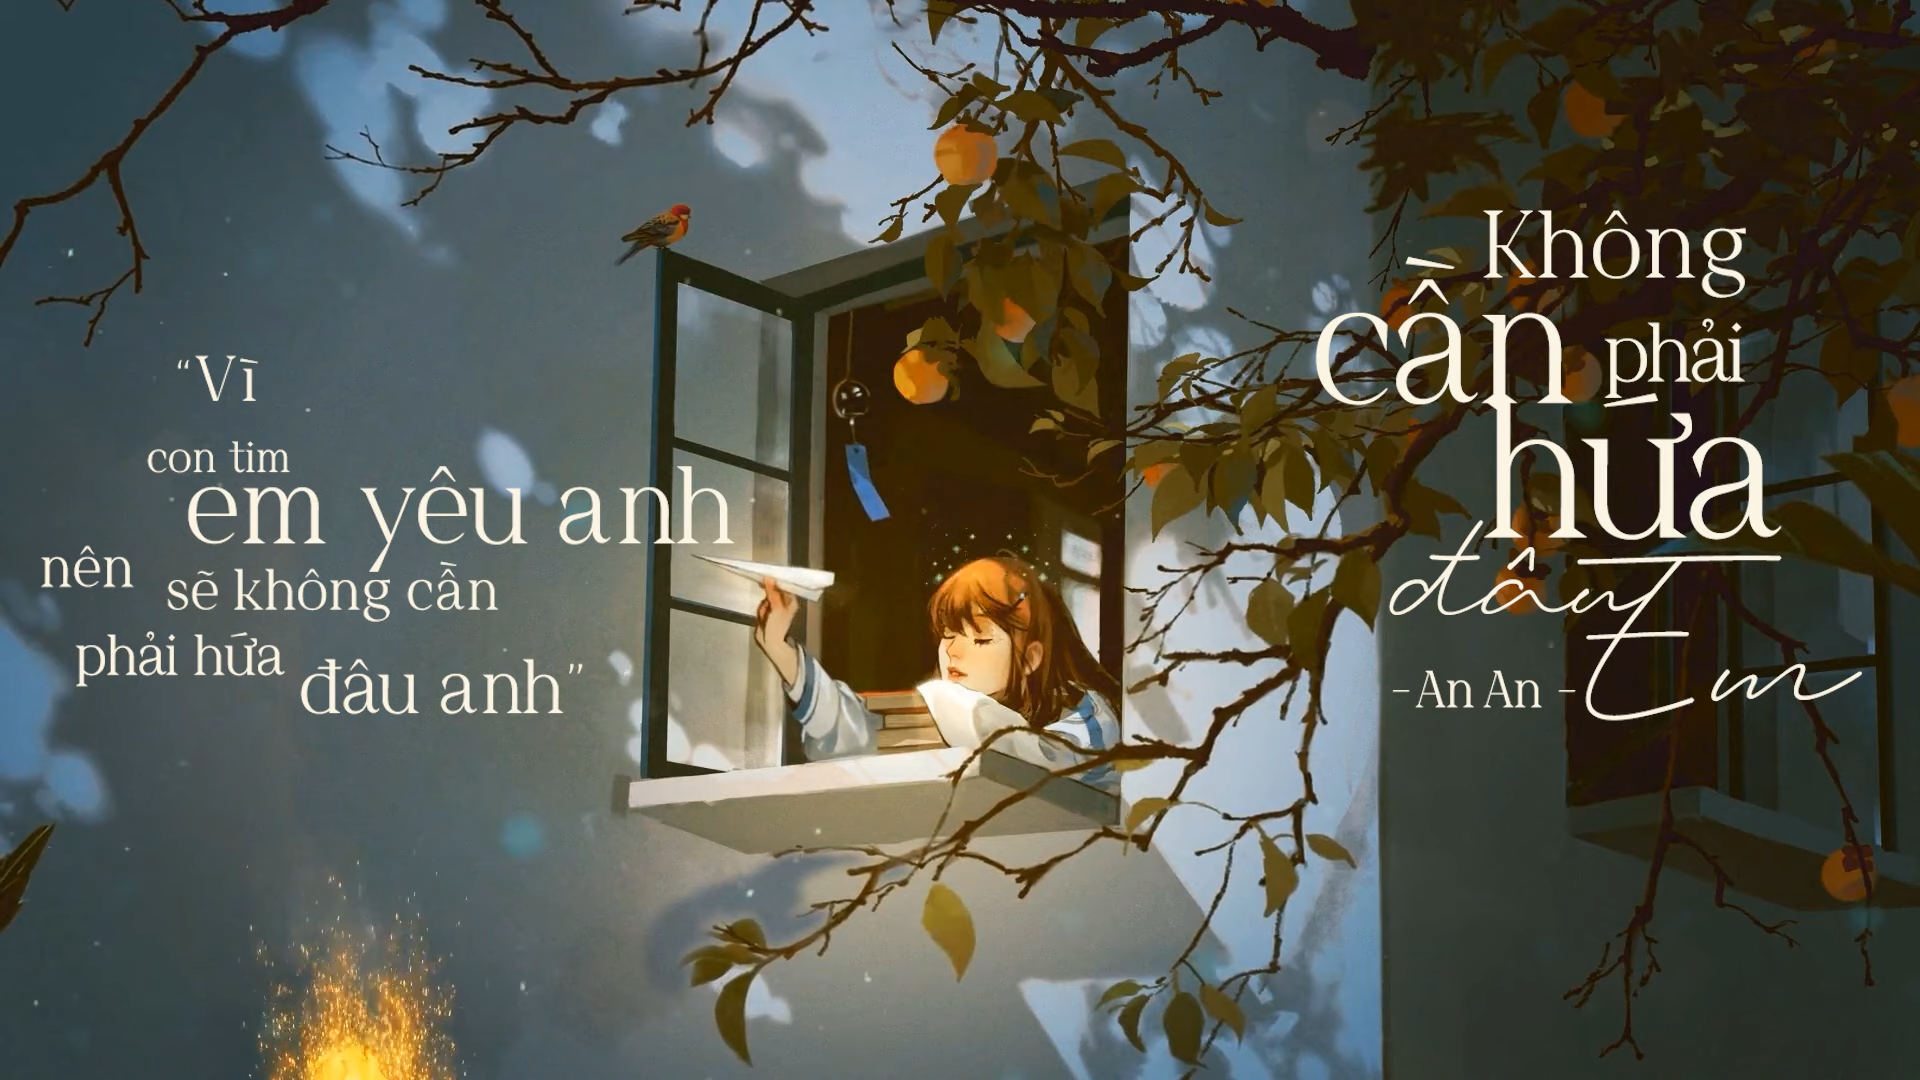 “Vì
con tim
em yêu anh
nên sẽ không cần
phải hứa
đâu anh”
Không
cần phải
hứa
đâu
Em
- An An -